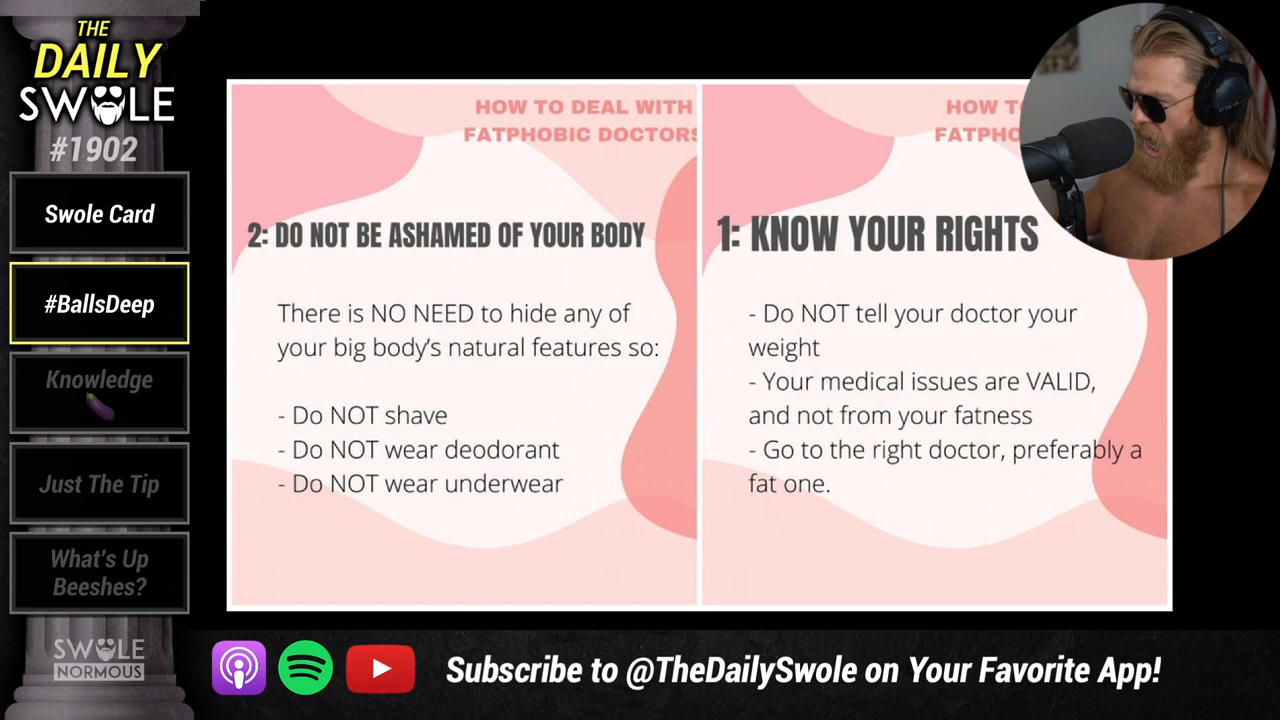 THE
DAILY
SWOLE
#1902
Swole Card
#BallsDeep
Knowledge
Just The Tip
What's Up
Beeshes?
SWOLE
NORMOUS
HOW TO DEAL WITH
FATPHOBIC DOCTORS
2: DO NOT BE ASHAMED OF YOUR BODY
There is NO NEED to hide any of
your big body's natural features so:
- Do NOT shave
- Do NOT wear deodorant
- Do NOT wear underwear
HOW TO
FATPHO
1: KNOW YOUR RIGHTS
- Do NOT tell your doctor your
weight
- Your medical issues are VALID,
and not from your fatness
- Go to the right doctor, preferably a
fat one.
Subscribe to @TheDailySwole on Your Favorite App!